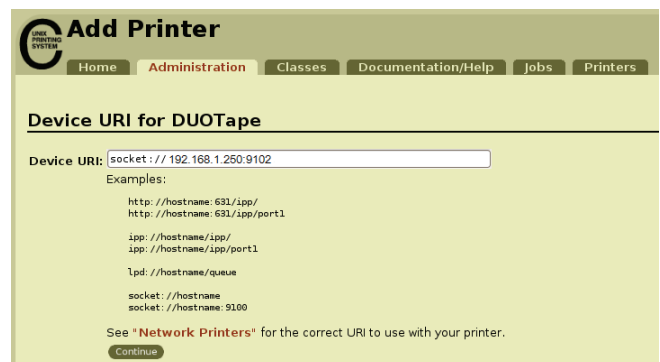 UNIX
PRINTING
SYSTEM
Add Printer
Home Administration Classes Documentation/Help Jobs Printers
Device URI for DUOTape
Device URI: socket://192.168.1.250:9102
Examples:
http://hostname:631/ipp/
http://hostname:631/ipp/port1
ipp://hostname/ipp/
ipp://hostname/ipp/port1
lpd://hostname/queue
socket://hostname
socket://hostname:9100
See "Network Printers" for the correct URI to use with your printer.
Continue